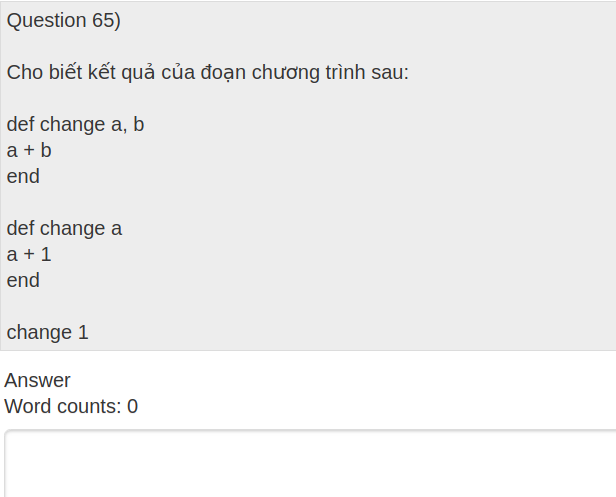 Question 65)
Cho biết kết quả của đoạn chương trình sau:
def change a, b
a + b
end
def change a
a + 1
end
change 1
Answer
Word counts: 0